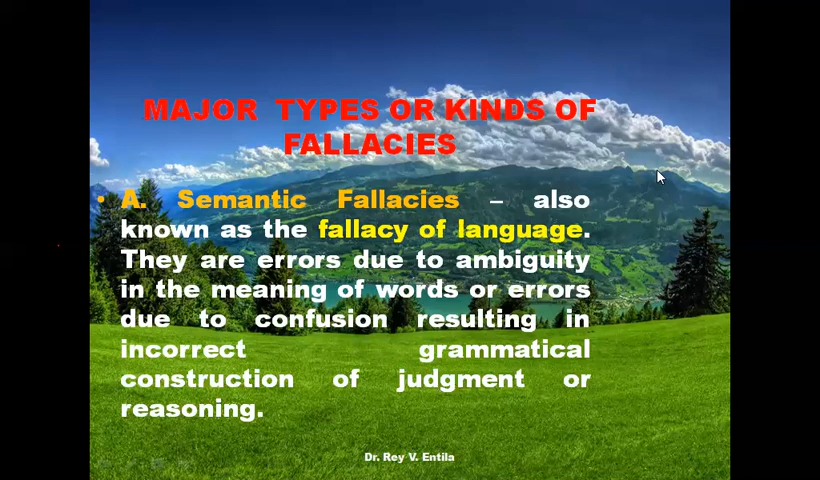 MAJOR TYPES OR KINDS OF
FALLACIES
• A. Semantic Fallacies – also
known as the fallacy of language.
They are errors due to ambiguity
in the meaning of words or errors
due to confusion resulting in
incorrect grammatical
construction of judgment or
reasoning.
Dr. Rey V. Entila